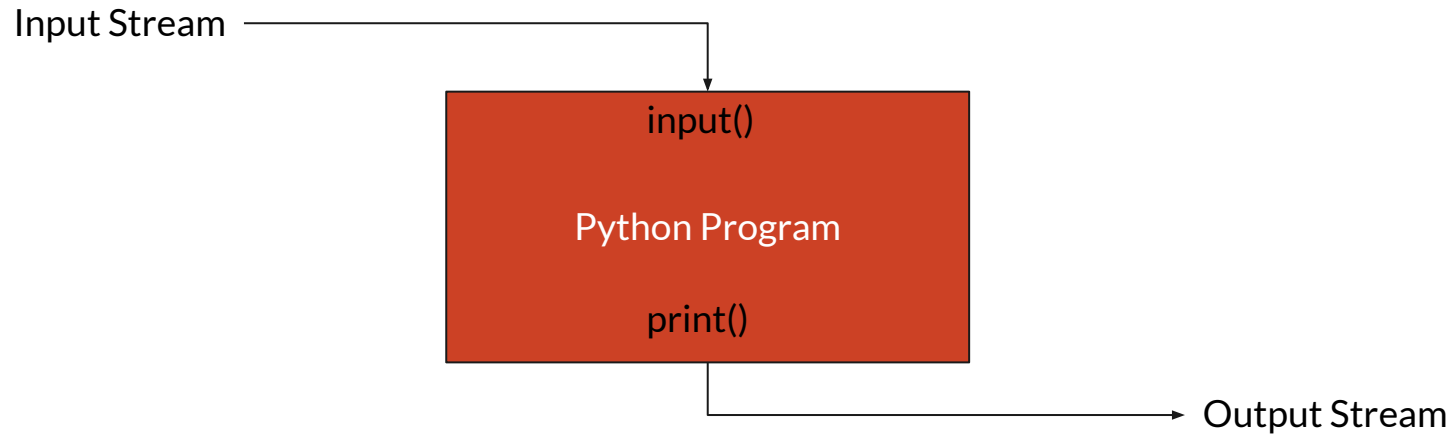 Input Stream
input()
Python Program
print()
Output Stream